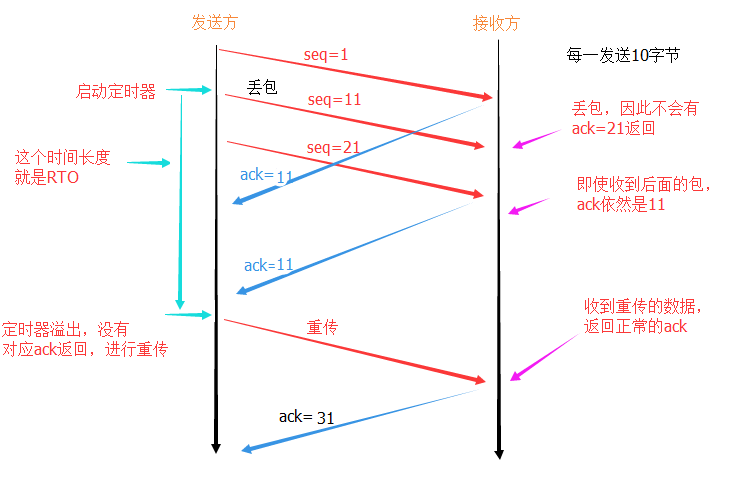 发送方
接收方
seq=1
每一发送10字节
启动定时器
丢包
seq=11
丢包，因此不会有
ack=21返回
这个时间长度
就是RTO
seq=21
ack=11
即使收到后面的包，
ack依然是11
ack=11
收到重传的数据，
返回正常的ack
定时器溢出，没有
对应ack返回，进行重传
重传
ack=31